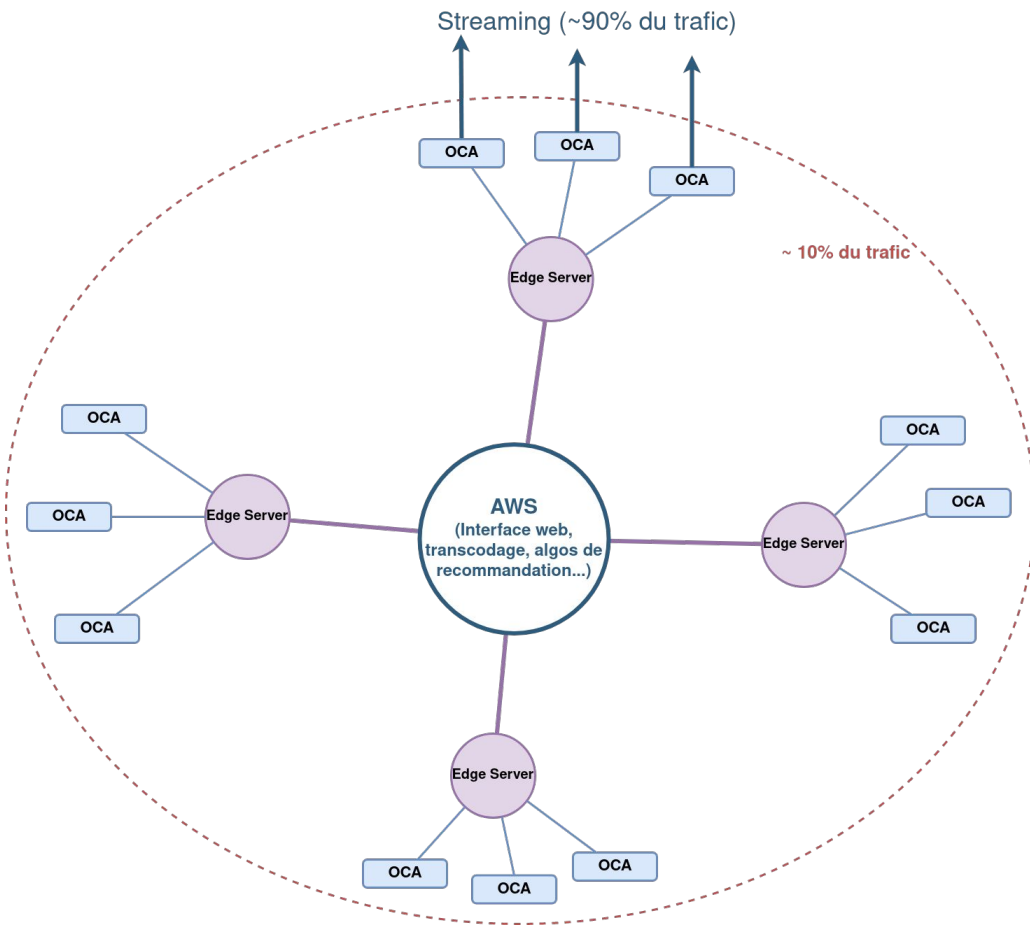 Streaming (~90% du trafic)
OCA
OCA
OCA
~ 10% du trafic
Edge Server
OCA
OCA
OCA
Edge Server
AWS
(Interface web,
transcodage, algos de
recommandation...)
Edge Server
OCA
OCA
OCA
Edge Server
OCA
OCA
OCA